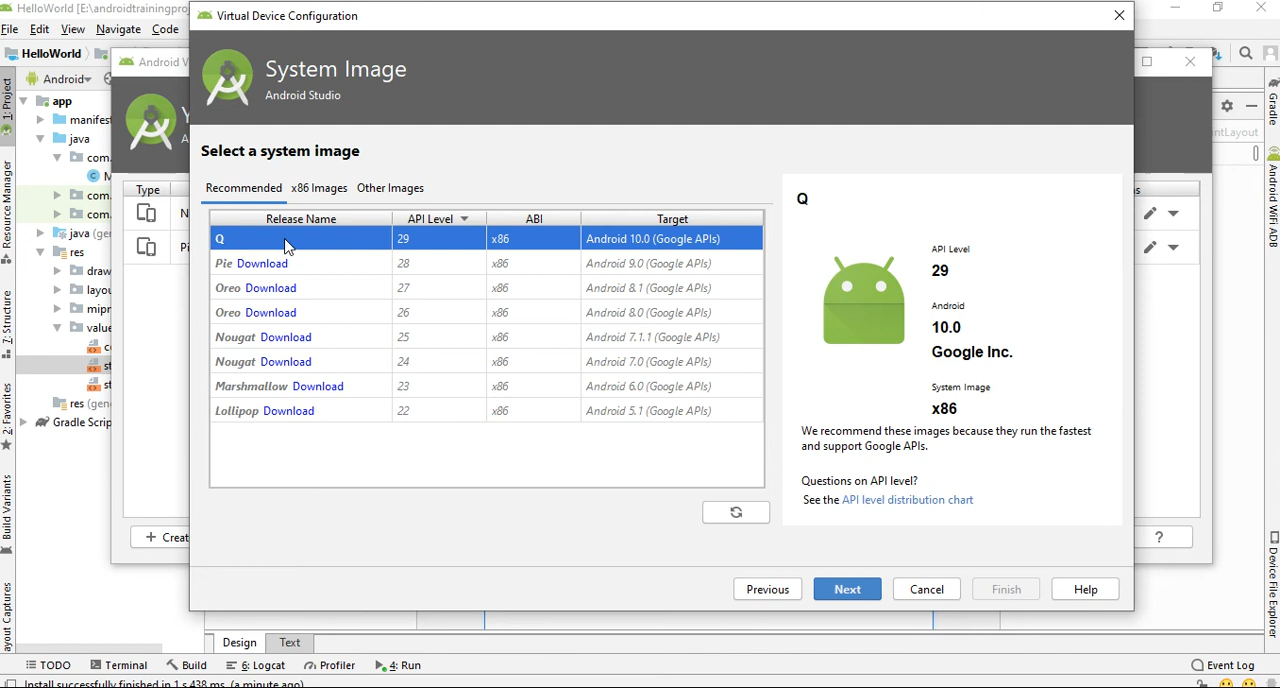 HelloWorld [E:\androidtrainingproj
Virtual Device Configuration
File Edit View Navigate Code
HelloWorld
System Image
Android Studio
Android V
Android
1: Project
Resource Manager
Z: Structure
2: Favorites
Build Variants
ayout Captures
app
manifest
java
com.
M
com.
com.
java (gen
res
draw
layou
mipr
value
res (gen
Gradle Scrip
Y
A
Type
N
Pi
+ Creat
Select a system image
Recommended x86 Images Other Images
Release Name API Level ABI Target
Q 29 x86 Android 10.0 (Google APIs)
Pie Download 28 x86 Android 9.0 (Google APIs)
Oreo Download 27 x86 Android 8.1 (Google APIs)
Oreo Download 26 x86 Android 8.0 (Google APIs)
Nougat Download 25 x86 Android 7.1.1 (Google APIs)
Nougat Download 24 x86 Android 7.0 (Google APIs)
Marshmallow Download 23 x86 Android 6.0 (Google APIs)
Lollipop Download 22 x86 Android 5.1 (Google APIs)
Q
API Level
29
Android
10.0
Google Inc.
System Image
x86
We recommend these images because they run the fastest
and support Google APIs.
Questions on API level?
See the API level distribution chart
Previous Next Cancel Finish Help
?
intLayout
Gradle
Android WiFi ADB
Device File Explorer
Design Text
TODO Terminal Build 6: Logcat Profiler 4: Run Event Log
Install successfully finished in 1 s 438 ms. (a minute ago)